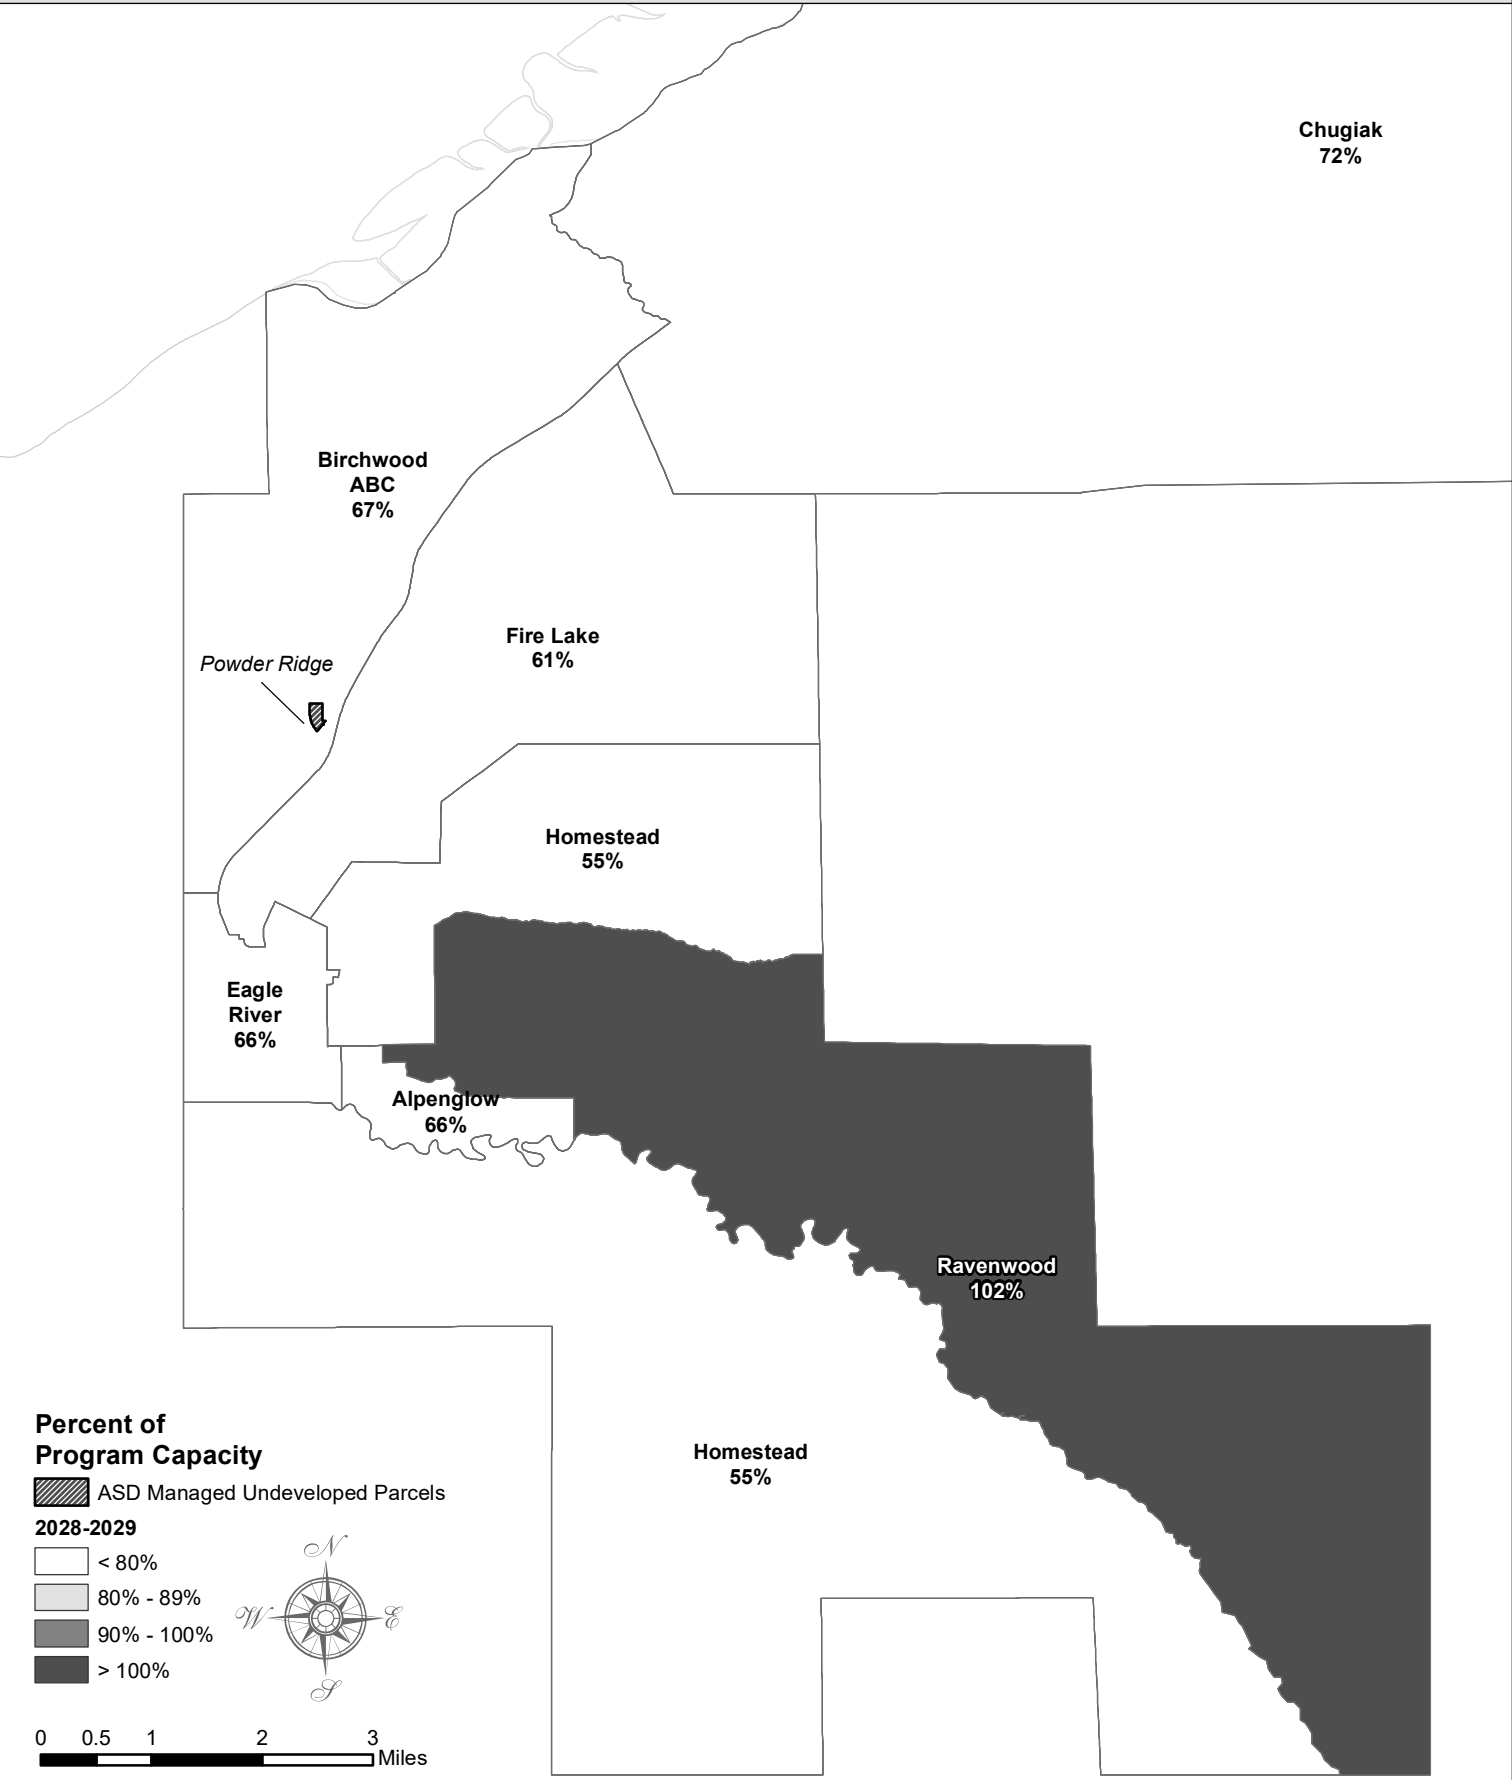 Chugiak
72%
Birchwood
ABC
67%
Fire Lake
61%
Powder Ridge
Homestead
55%
Eagle
River
66%
Alpenglow
66%
Ravenwood
102%
Homestead
55%
Percent of
Program Capacity
ASD Managed Undeveloped Parcels
2028-2029
< 80%
80% - 89%
90% - 100%
> 100%
N
W
E
S
0 0.5 1 2 3
Miles